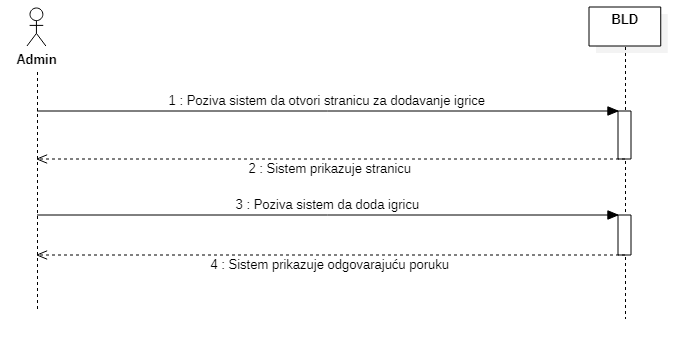 BLD
Admin
1 : Poziva sistem da otvori stranicu za dodavanje igrice
2 : Sistem prikazuje stranicu
3 : Poziva sistem da doda igricu
4 : Sistem prikazuje odgovarajuću poruku